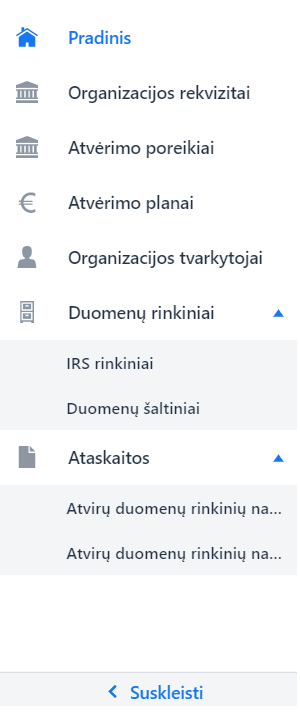 Pradinis
Organizacijos rekvizitai
Atvėrimo poreikiai
Atvėrimo planai
Organizacijos tvarkytojai
Duomenų rinkiniai
IRS rinkiniai
Duomenų šaltiniai
Ataskaitos
Atvirų duomenų rinkinių na...
Atvirų duomenų rinkinių na...
Suskleisti